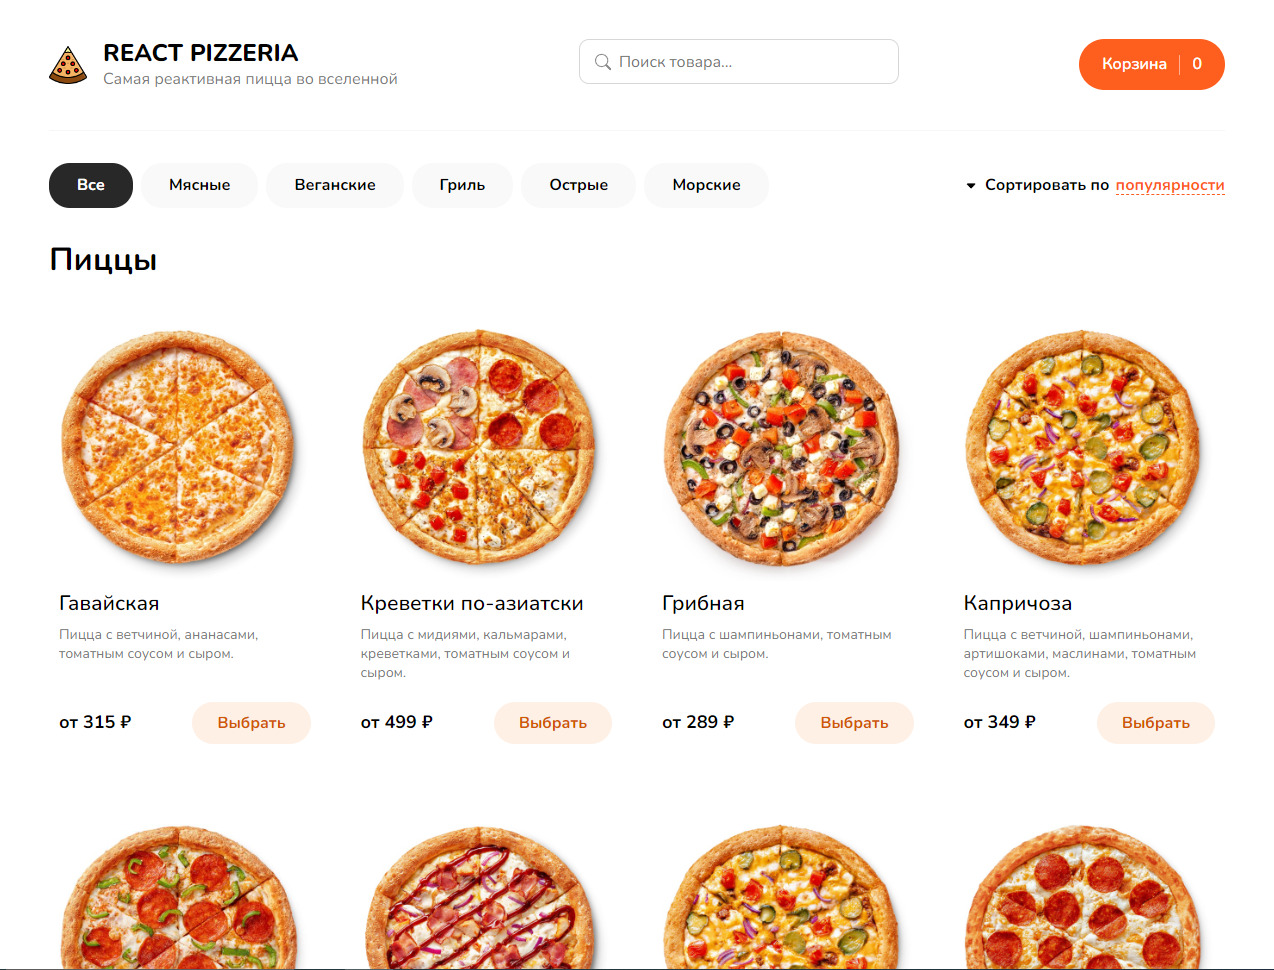 REACT PIZZERIA
Самая реактивная пицца во вселенной
Поиск товара...
Корзина 0
Все Мясные Веганские Гриль Острые Морские
Сортировать по популярности
Пиццы
Гавайская
Пицца с ветчиной, ананасами,
томатным соусом и сыром.
от 315 ₽ Выбрать
Креветки по-азиатски
Пицца с мидиями, кальмарами,
креветками, томатным соусом и
сыром.
от 499 ₽ Выбрать
Грибная
Пицца с шампиньонами, томатным
соусом и сыром.
от 289 ₽ Выбрать
Капричоза
Пицца с ветчиной, шампиньонами,
артишоками, маслинами, томатным
соусом и сыром.
от 349 ₽ Выбрать